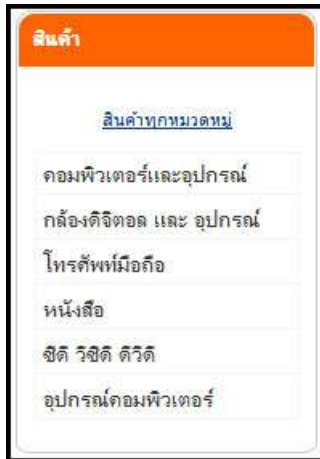 สินค้า
สินค้าทุกหมวดหมู่
คอมพิวเตอร์และอุปกรณ์
กล้องดิจิตอล และ อุปกรณ์
โทรศัพท์มือถือ
หนังสือ
ซีดี วีซีดี ดีวีดี
อุปกรณ์คอมพิวเตอร์